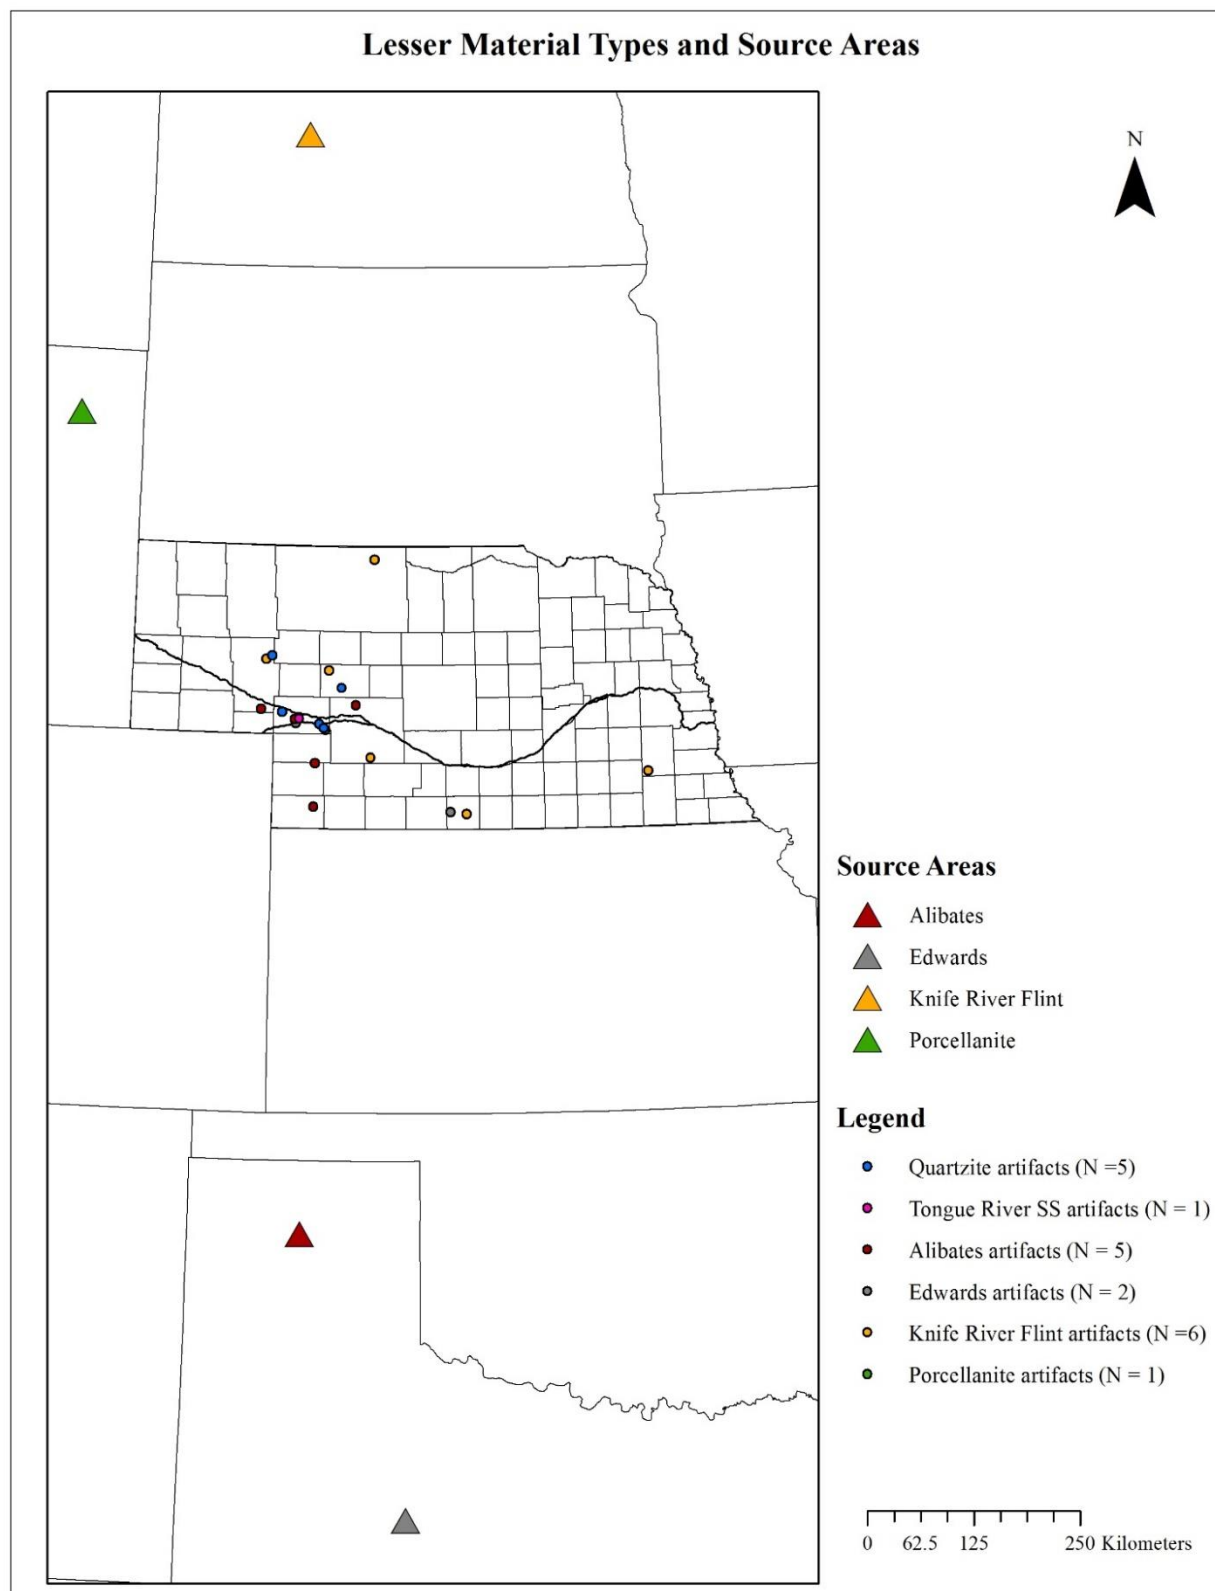 Lesser Material Types and Source Areas
N
Source Areas
Alibates
Edwards
Knife River Flint
Porcellanite
Legend
Quartzite artifacts (N =5)
Tongue River SS artifacts (N = 1)
Alibates artifacts (N = 5)
Edwards artifacts (N = 2)
Knife River Flint artifacts (N =6)
Porcellanite artifacts (N = 1)
0 62.5 125 250 Kilometers